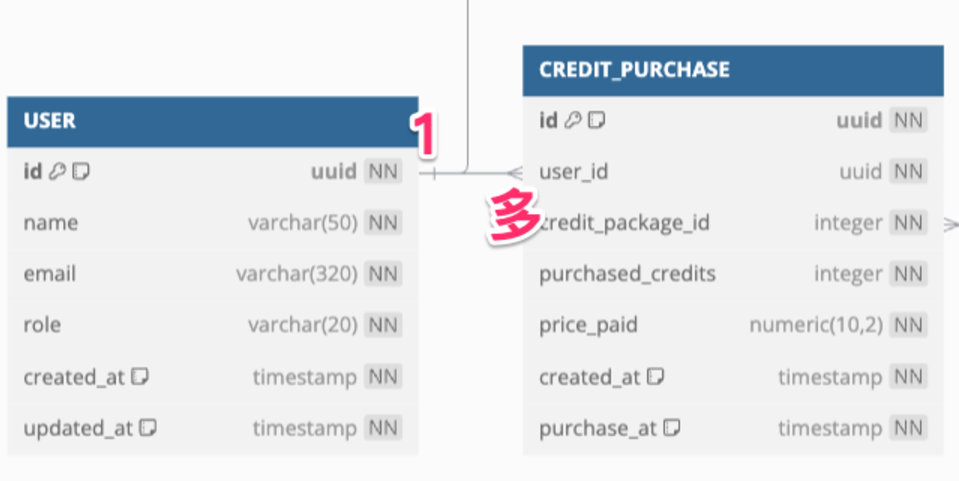 USER
id uuid NN
name varchar(50) NN
email varchar(320) NN
role varchar(20) NN
created_at timestamp NN
updated_at timestamp NN
1
多
CREDIT_PURCHASE
id uuid NN
user_id uuid NN
credit_package_id integer NN
purchased_credits integer NN
price_paid numeric(10,2) NN
created_at timestamp NN
purchase_at timestamp NN